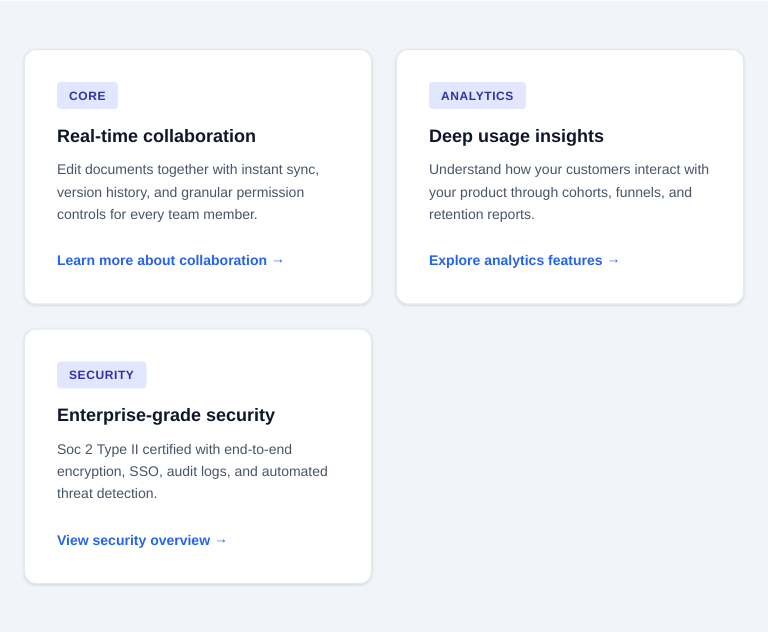 CORE
Real-time collaboration
Edit documents together with instant sync,
version history, and granular permission
controls for every team member.
Learn more about collaboration →
ANALYTICS
Deep usage insights
Understand how your customers interact with
your product through cohorts, funnels, and
retention reports.
Explore analytics features →
SECURITY
Enterprise-grade security
Soc 2 Type II certified with end-to-end
encryption, SSO, audit logs, and automated
threat detection.
View security overview →